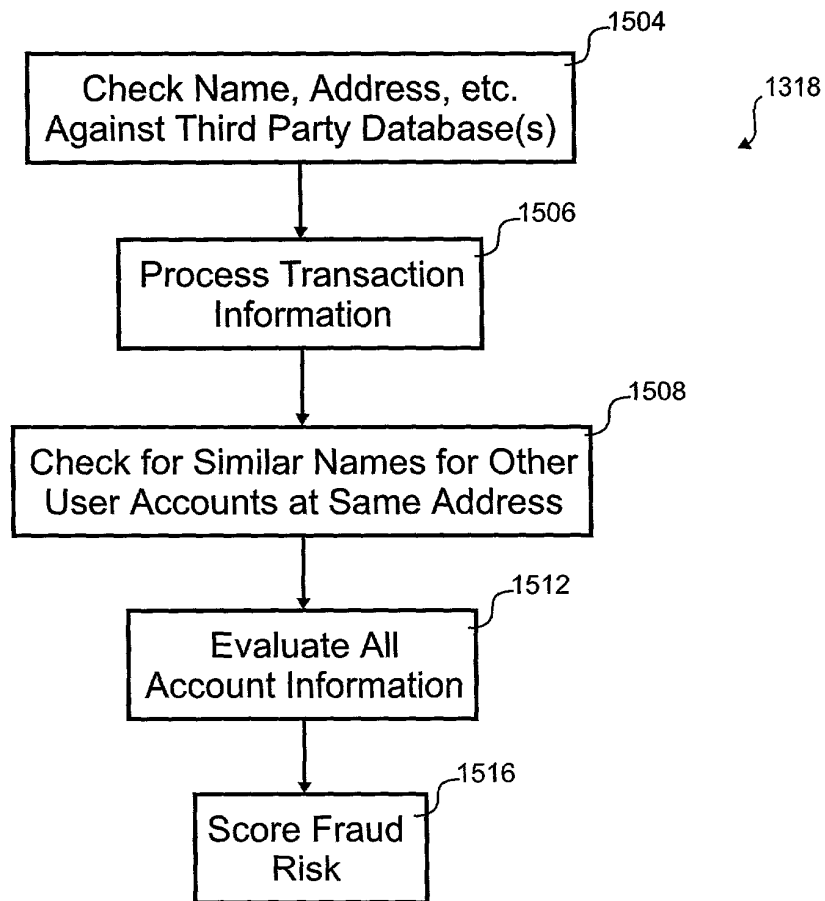 1504
Check Name, Address, etc.
Against Third Party Database(s)
1318
1506
Process Transaction
Information
1508
Check for Similar Names for Other
User Accounts at Same Address
1512
Evaluate All
Account Information
1516
Score Fraud
Risk